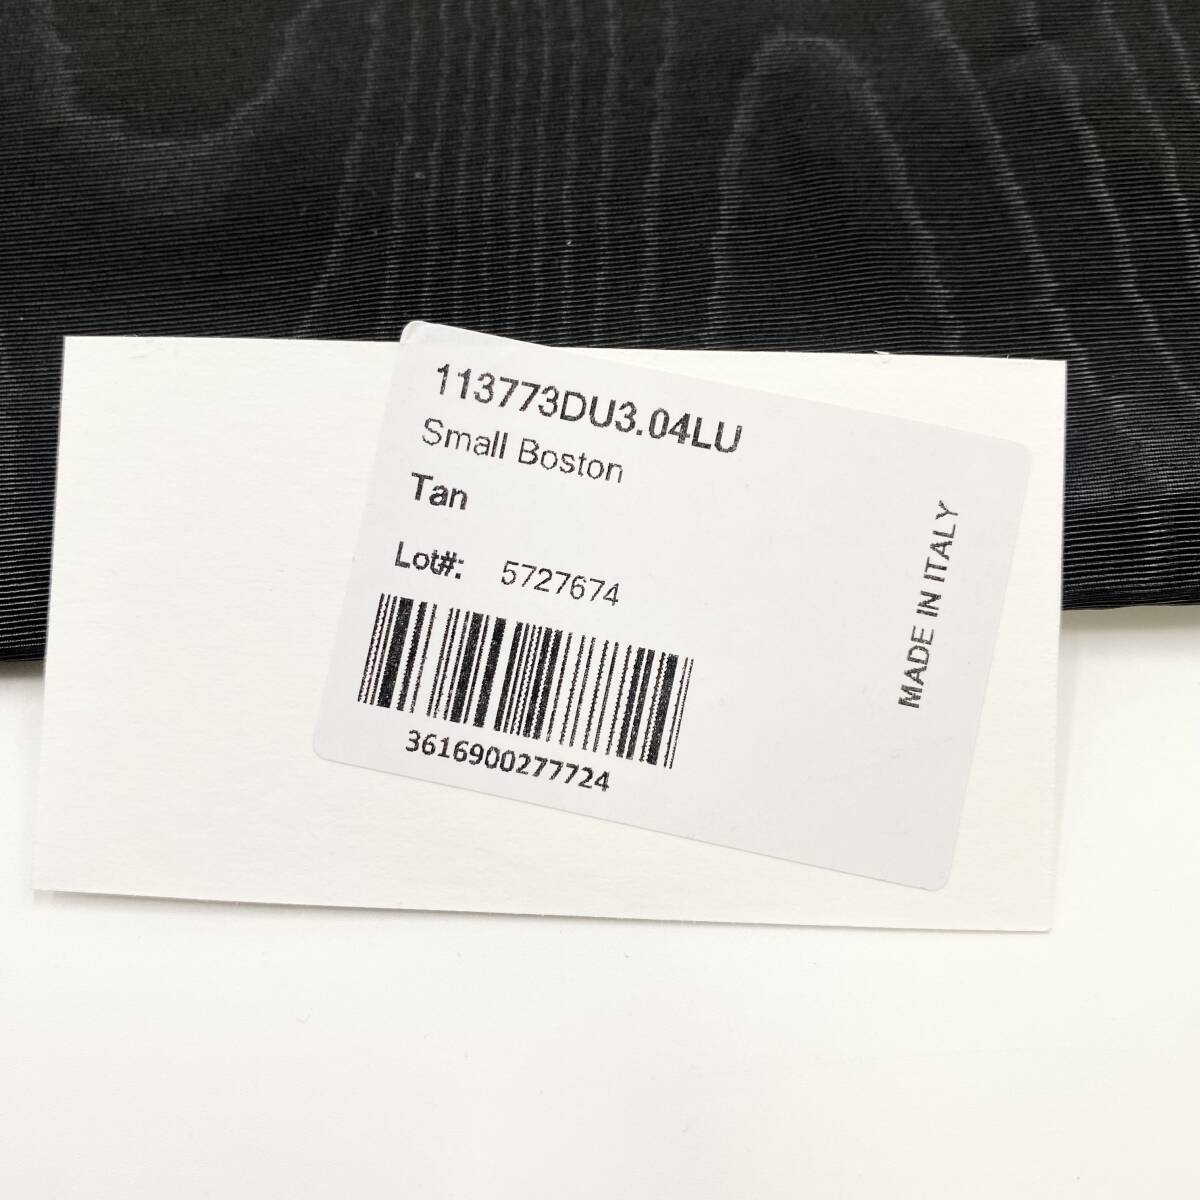 113773DU3.04LU
Small Boston
Tan
Lot#: 5727674
3616900277724
MADE IN ITALY